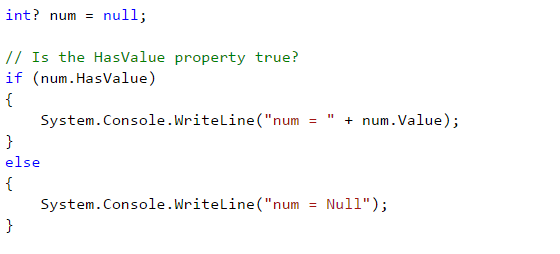 int? num = null;
// Is the HasValue property true?
if (num.HasValue)
{
    System.Console.WriteLine("num = " + num.Value);
}
else
{
    System.Console.WriteLine("num = Null");
}